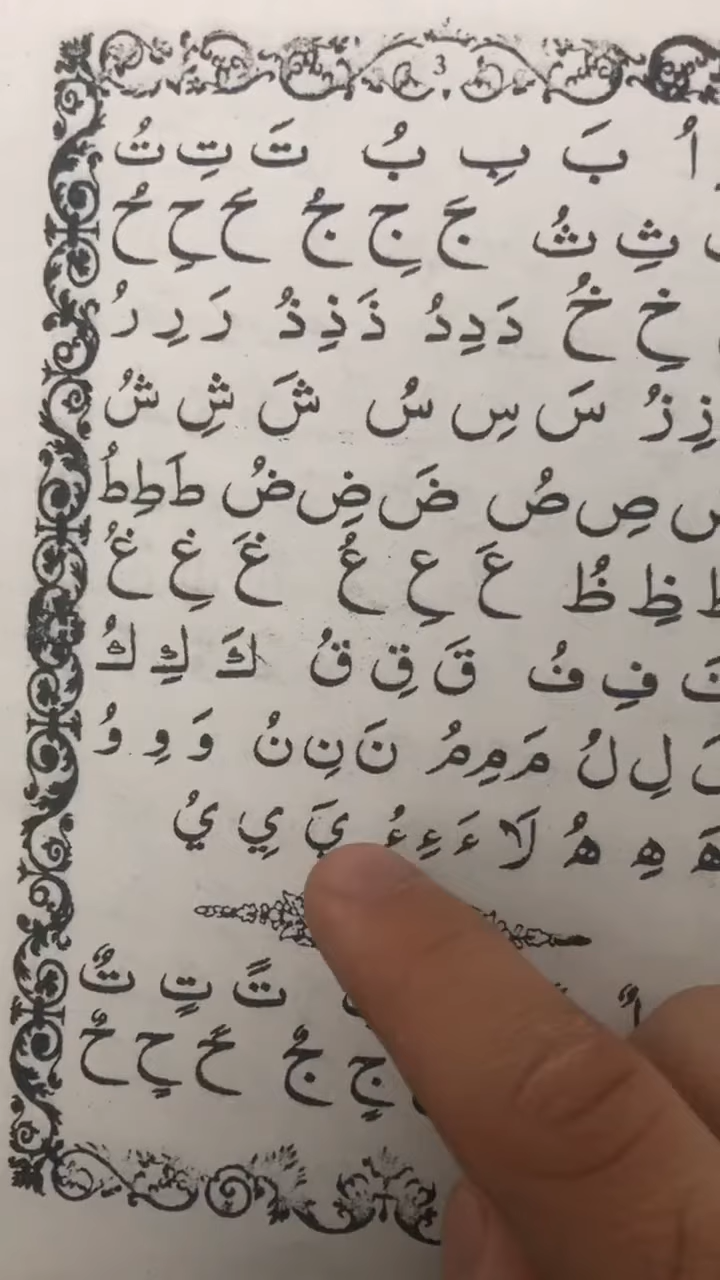 3
اُ بَ بِ بُ تَ تِ تُ
ثِ ثُ جَ جِ جُ حَ حِ حُ
خِ خُ دَ دِ دُ ذَ ذِ ذُ رَ رِ رُ
زِ زُ سَ سِ سُ شَ شِ شُ
صِ صُ ضَ ضِ ضُ طَ طِ طُ
ظِ ظُ عَ عِ عُ غَ غِ غُ
فِ فُ قَ قِ قُ كَ كِ كُ
لِ لُ مَ مِ مُ نَ نِ نُ وَ وِ وُ
هَ هِ هُ لَا ءَ ءِ ءُ يَ يِ يُ
اٌ تً تٍ تٌ
جٍ جٌ حً حٍ حٌ